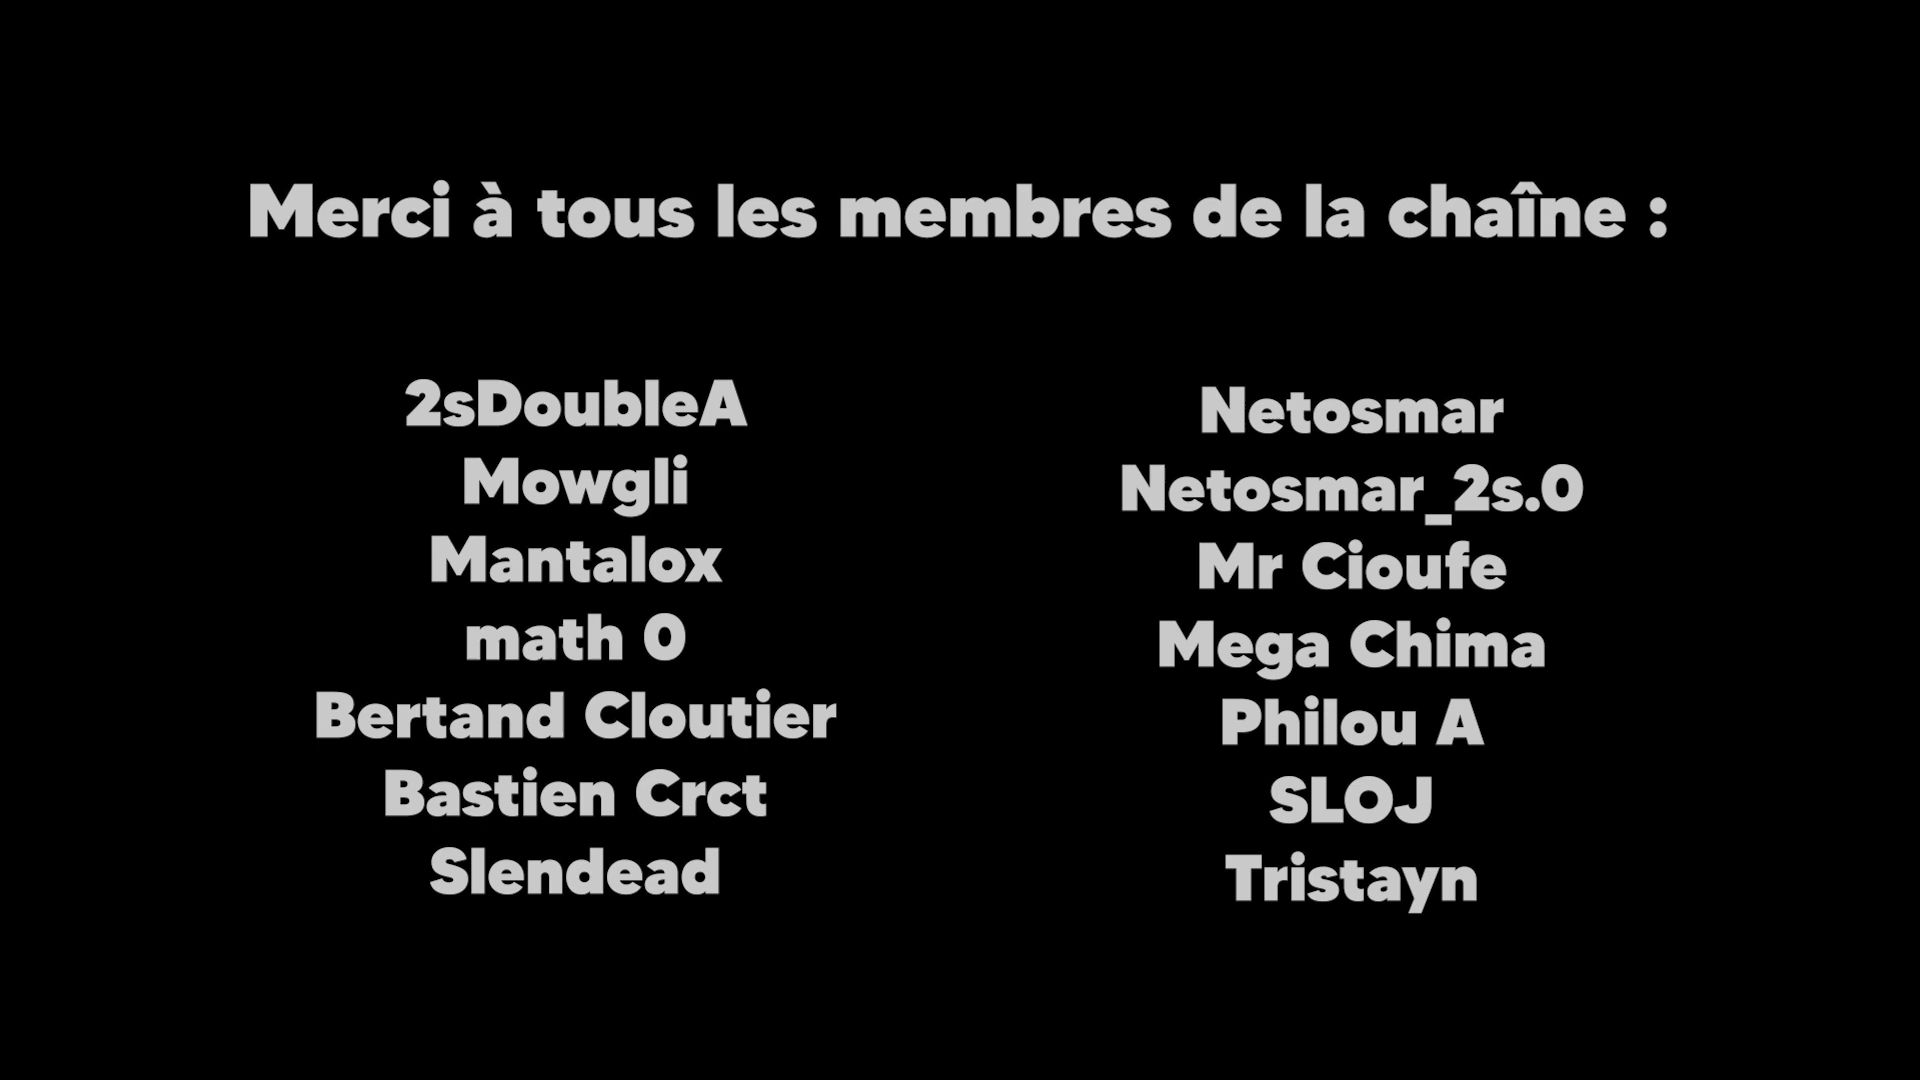 Merci à tous les membres de la chaîne :
2sDoubleA
Mowgli
Mantalox
math 0
Bertand Cloutier
Bastien Crct
Slendead
Netosmar
Netosmar_2s.0
Mr Cioufe
Mega Chima
Philou A
SLOJ
Tristayn